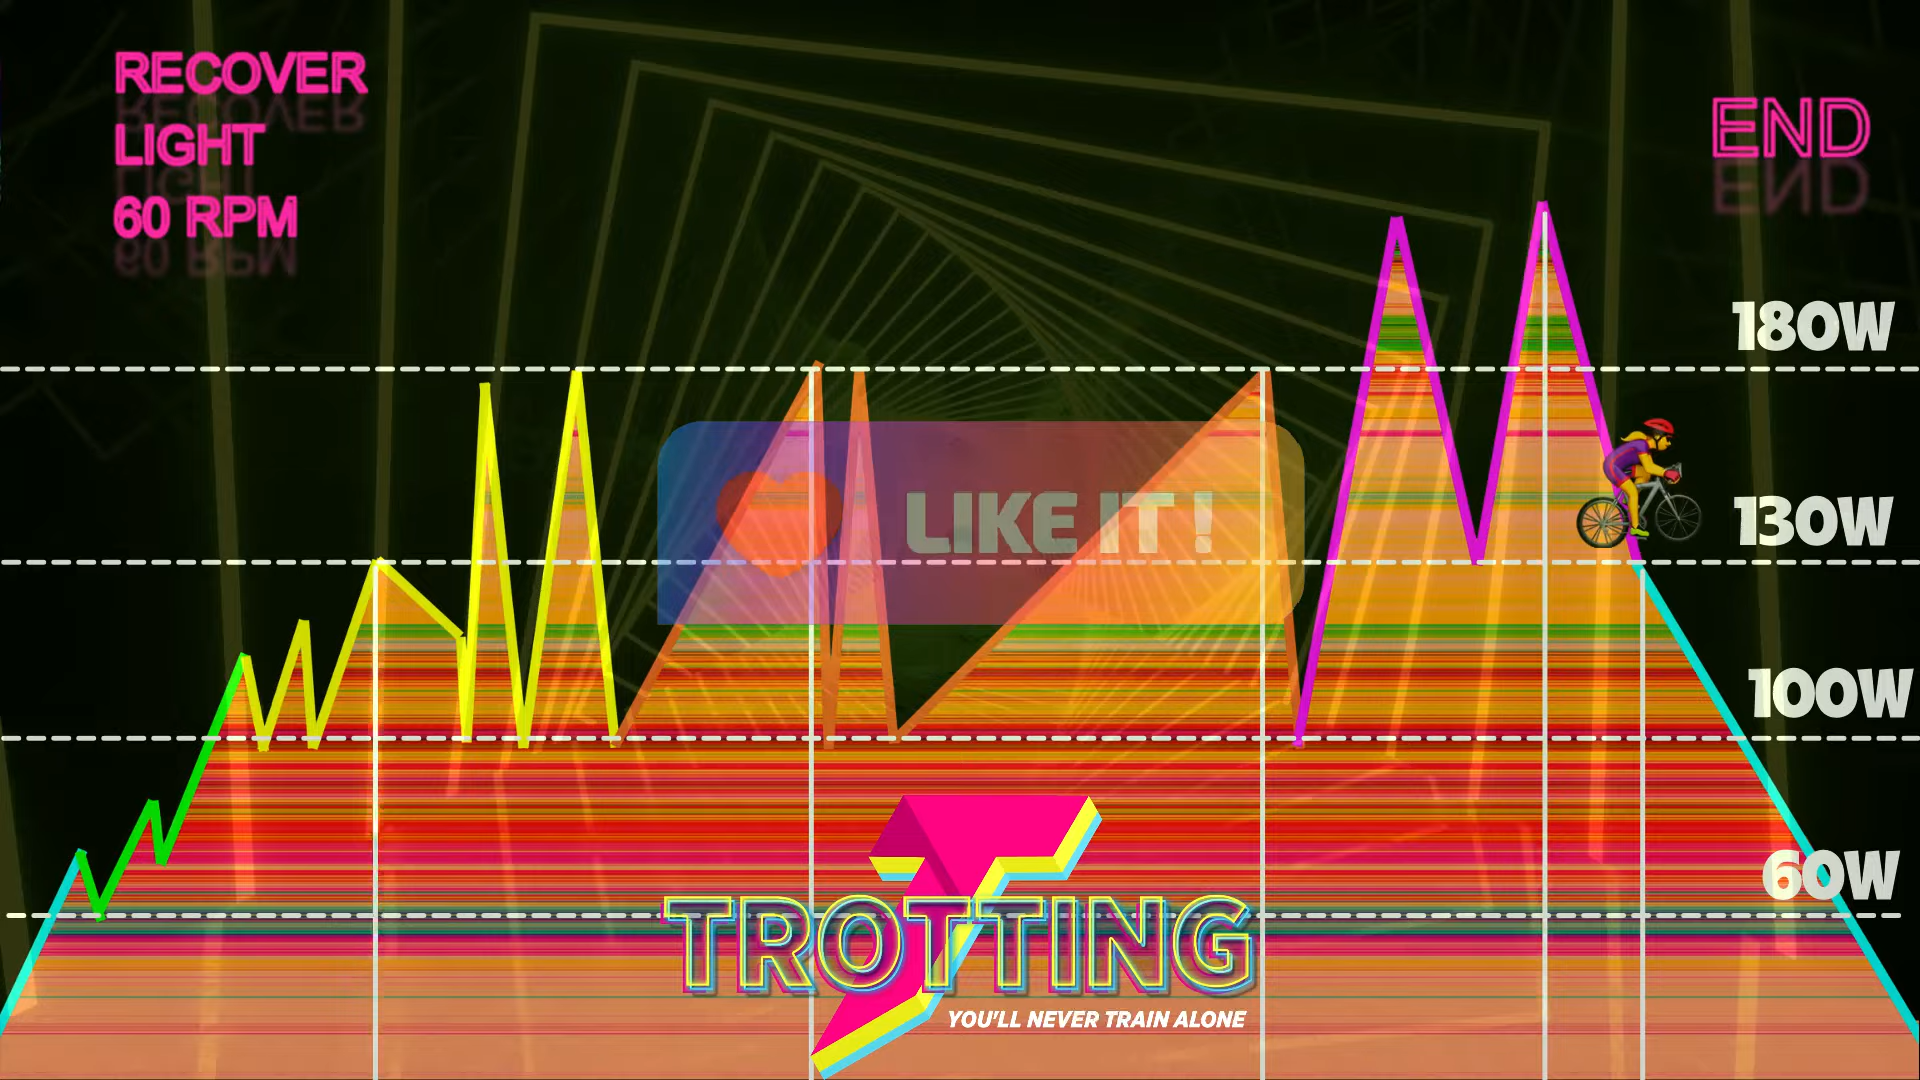 RECOVER
LIGHT
60 RPM
END
180W
LIKE IT !
130W
100W
60W
TROTTING
YOU'LL NEVER TRAIN ALONE